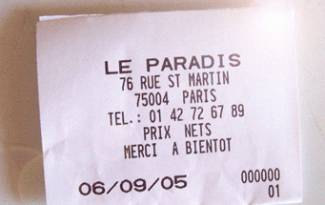 LE PARADIS
76 RUE ST MARTIN
75004 PARIS
TEL.: 01 42 72 67 89
PRIX NETS
MERCI A BIENTOT
06/09/05 000000
01